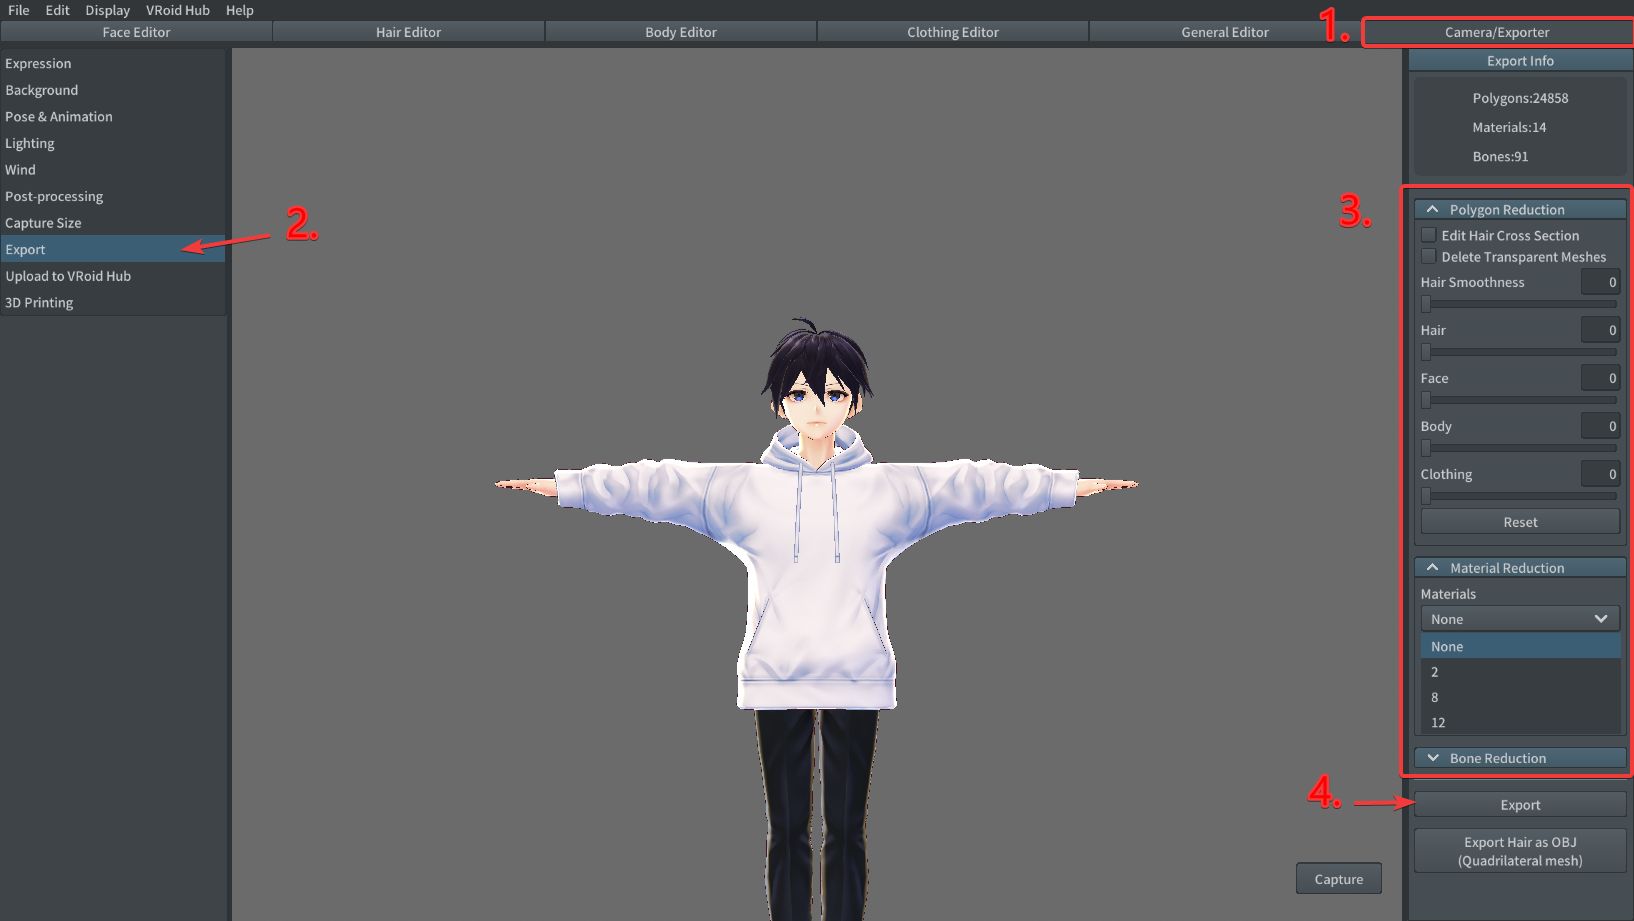 File Edit Display VRoid Hub Help
Face Editor Hair Editor Body Editor Clothing Editor General Editor 1. Camera/Exporter
Expression
Background
Pose & Animation
Lighting
Wind
Post-processing
Capture Size
Export
Upload to VRoid Hub
3D Printing
2.
Export Info
Polygons:24858
Materials:14
Bones:91
3.
Polygon Reduction
Edit Hair Cross Section
Delete Transparent Meshes
Hair Smoothness 0
Hair 0
Face 0
Body 0
Clothing 0
Reset
Material Reduction
Materials
None
None
2
8
12
Bone Reduction
4.
Export
Export Hair as OBJ
(Quadrilateral mesh)
Capture